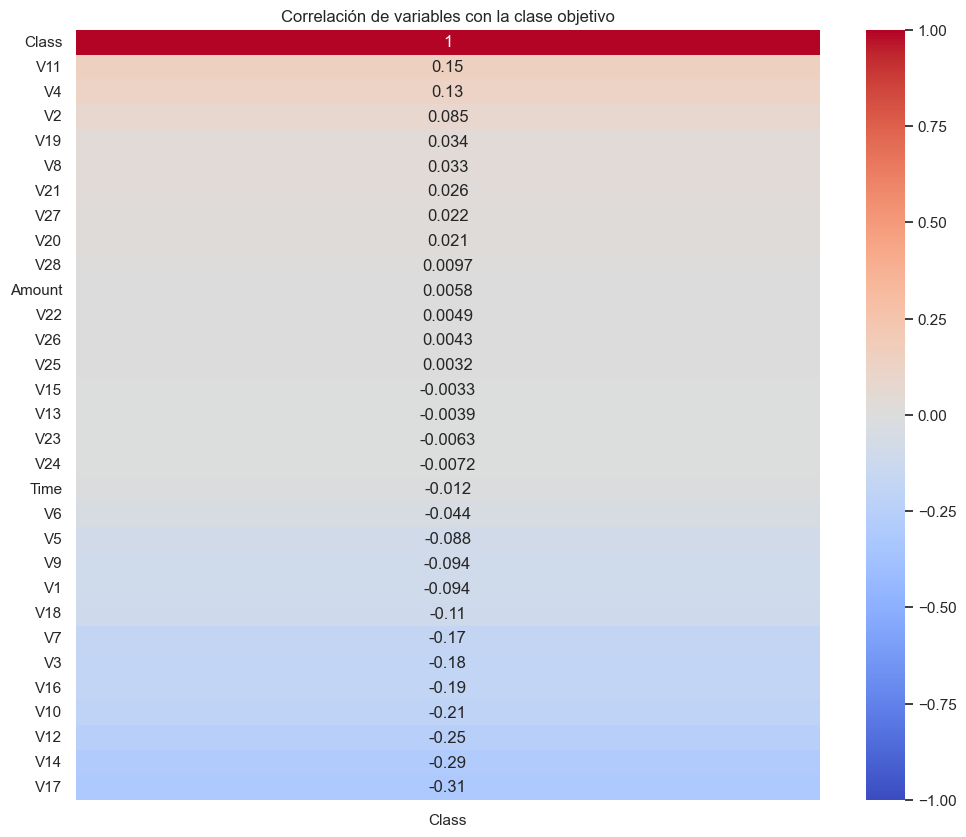 Correlación de variables con la clase objetivo
Class 1
V11 0.15
V4 0.13
V2 0.085
V19 0.034
V8 0.033
V21 0.026
V27 0.022
V20 0.021
V28 0.0097
Amount 0.0058
V22 0.0049
V26 0.0043
V25 0.0032
V15 -0.0033
V13 -0.0039
V23 -0.0063
V24 -0.0072
Time -0.012
V6 -0.044
V5 -0.088
V9 -0.094
V1 -0.094
V18 -0.11
V7 -0.17
V3 -0.18
V16 -0.19
V10 -0.21
V12 -0.25
V14 -0.29
V17 -0.31
Class
1.00
0.75
0.50
0.25
0.00
−0.25
−0.50
−0.75
−1.00